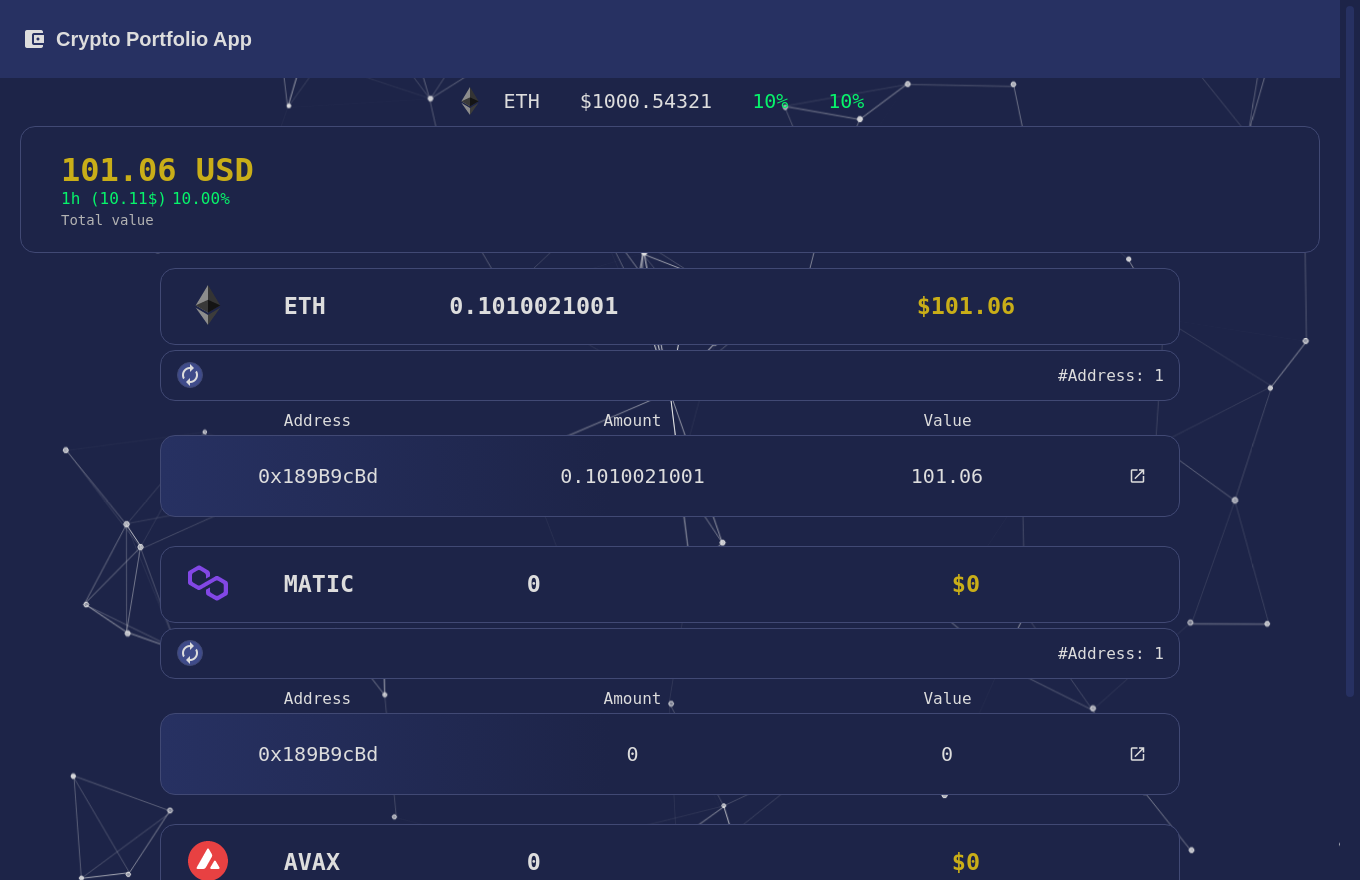 Crypto Portfolio App
ETH $1000.54321 10% 10%
101.06 USD
1h (10.11$) 10.00%
Total value
ETH 0.1010021001 $101.06
#Address: 1
Address Amount Value
0x189B9cBd 0.1010021001 101.06
MATIC 0 $0
#Address: 1
Address Amount Value
0x189B9cBd 0 0
AVAX 0 $0